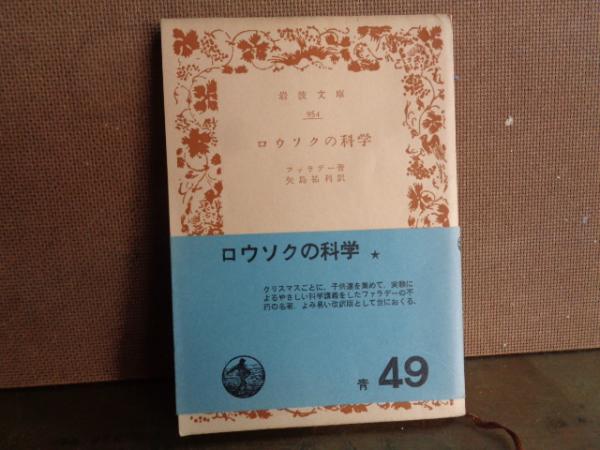 岩波文庫
954
ロウソクの科学
ファラデー著
矢島祐利訳
ロウソクの科学 ★
クリスマスごとに、子供達を集めて、実験に
よるやさしい科学講義をしたファラデーの不
朽の名著。よみ易い改訳版として世におくる。
青 49